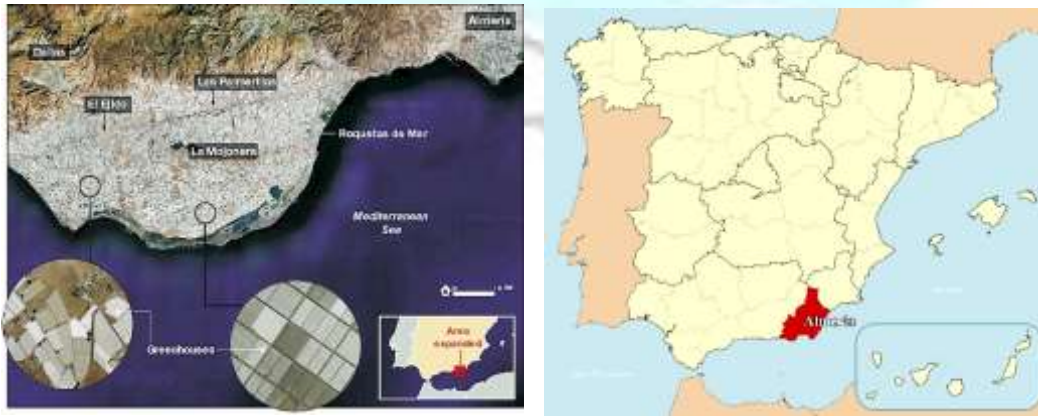 Almería
Dalías
Las Norias
El Ejido
Roquetas de Mar
La Mojonera
Mediterranean
Sea
Greenhouses
Area
expanded
Almería